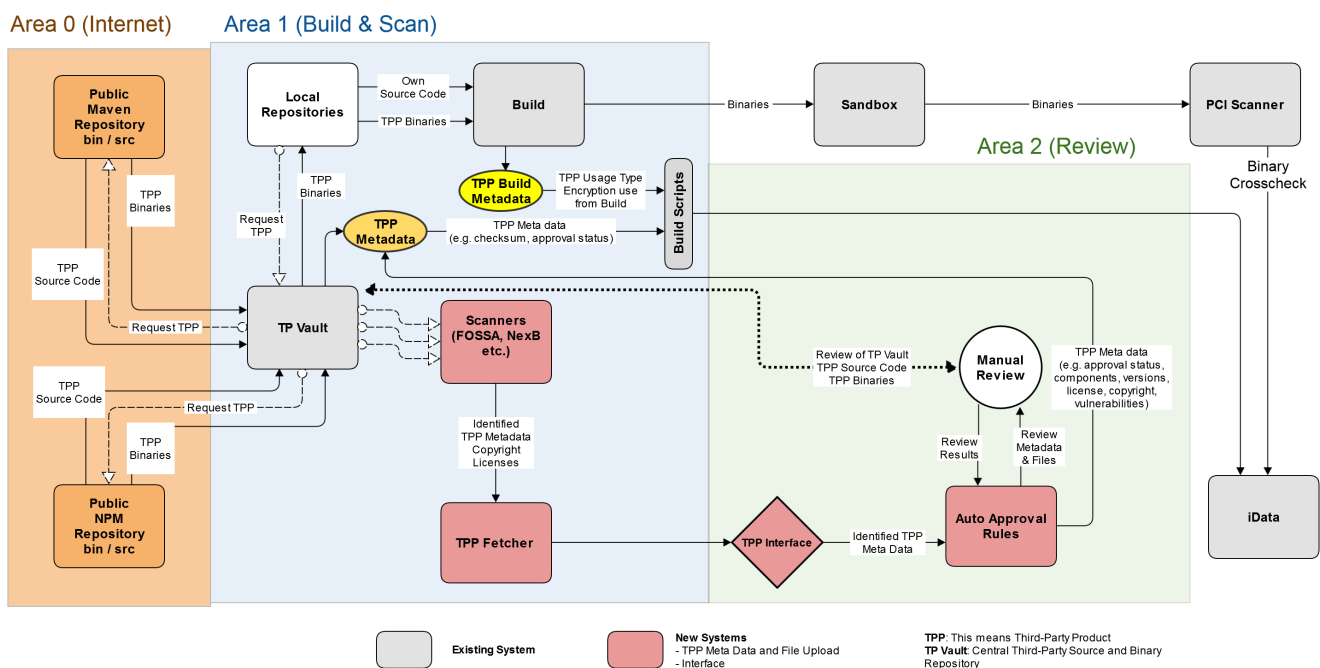 Area 0 (Internet)
Area 1 (Build & Scan)
Public
Maven
Repository
bin / src
Local
Repositories
Own
Source Code
TPP Binaries
Build
Binaries
Sandbox
Binaries
PCI Scanner
Area 2 (Review)
Binary
Crosscheck
TPP
Binaries
TPP
Binaries
Request
TPP
TPP Build
Metadata
TPP Usage Type
Encryption use
from Build
Build Scripts
TPP
Metadata
TPP Meta data
(e.g. checksum, approval status)
TPP
Source Code
Request TPP
TP Vault
Scanners
(FOSSA, NexB
etc.)
Review of TP Vault
TPP Source Code
TPP Binaries
Manual
Review
TPP Meta data
(e.g. approval status,
components, versions,
license, copyright,
vulnerabilities)
TPP
Source Code
Request TPP
TPP
Binaries
Identified
TPP Metadata
Copyright
Licenses
Review
Results
Review
Metadata
& Files
Public
NPM
Repository
bin / src
TPP Fetcher
TPP Interface
Identified TPP
Meta Data
Auto Approval
Rules
iData
Existing System
New Systems
- TPP Meta Data and File Upload
- Interface
TPP: This means Third-Party Product
TP Vault: Central Third-Party Source and Binary
Repository